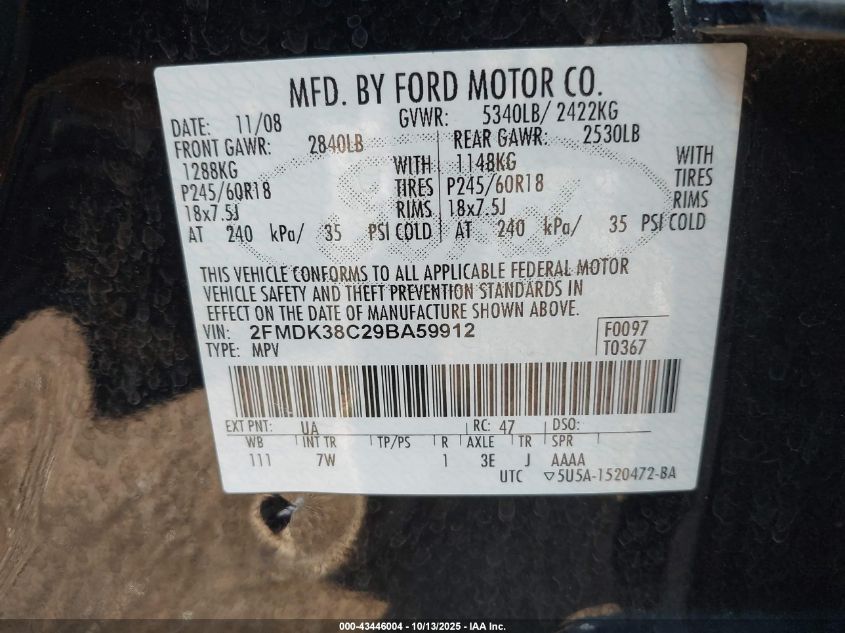 MFD. BY FORD MOTOR CO.
DATE: 11/08 GVWR: 5340LB/ 2422KG
FRONT GAWR: 2840LB REAR GAWR: 2530LB
1288KG WITH 1148KG WITH
P245/60R18 TIRES P245/60R18 TIRES
18x7.5J RIMS 18x7.5J RIMS
AT 240 kPa/ 35 PSI COLD AT 240 kPa/ 35 PSI COLD
THIS VEHICLE CONFORMS TO ALL APPLICABLE FEDERAL MOTOR
VEHICLE SAFETY AND THEFT PREVENTION STANDARDS IN
EFFECT ON THE DATE OF MANUFACTURE SHOWN ABOVE.
VIN: 2FMDK38C29BA59912 F0097
TYPE: MPV T0367
EXT PNT: UA RC: 47 DSO:
WB INT TR TP/PS R AXLE TR SPR
111 7W 1 3E J AAAA
UTC ▽5U5A-1520472-BA
000-43446004 - 10/13/2025 - IAA Inc.